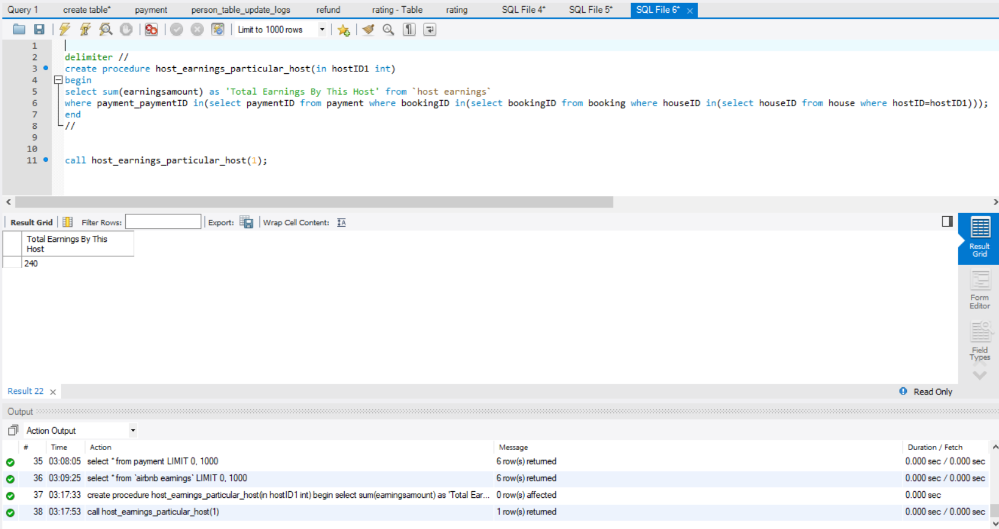 Query 1 create table* payment person_table_update_logs refund rating - Table rating SQL File 4* SQL File 5* SQL File 6* ×
Limit to 1000 rows
1
2 delimiter //
3 create procedure host_earnings_particular_host(in hostID1 int)
4 begin
5 select sum(earningsamount) as 'Total Earnings By This Host' from `host earnings`
6 where payment_paymentID in(select paymentID from payment where bookingID in(select bookingID from booking where houseID in(select houseID from house where hostID=hostID1)));
7 end
8 //
9
10
11 call host_earnings_particular_host(1);
Result Grid Filter Rows: Export: Wrap Cell Content: IA
Total Earnings By This
Host
240
Result
Grid
Form
Editor
Field
Types
Result 22 × Read Only
Output
Action Output
# Time Action Message Duration / Fetch
35 03:08:05 select * from payment LIMIT 0, 1000 6 row(s) returned 0.000 sec / 0.000 sec
36 03:09:25 select * from `airbnb earnings` LIMIT 0, 1000 6 row(s) returned 0.000 sec / 0.000 sec
37 03:17:33 create procedure host_earnings_particular_host(in hostID1 int) begin select sum(earningsamount) as 'Total Ear... 0 row(s) affected 0.000 sec
38 03:17:53 call host_earnings_particular_host(1) 1 row(s) returned 0.000 sec / 0.000 sec